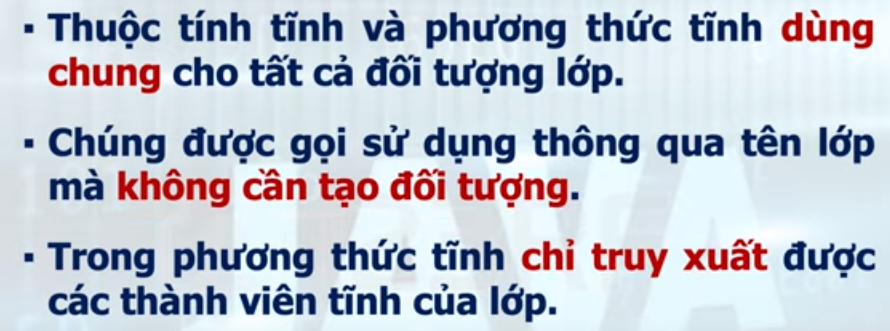 ▪ Thuộc tính tĩnh và phương thức tĩnh dùng
chung cho tất cả đối tượng lớp.
▪ Chúng được gọi sử dụng thông qua tên lớp
mà không cần tạo đối tượng.
▪ Trong phương thức tĩnh chỉ truy xuất được
các thành viên tĩnh của lớp.
JAVA